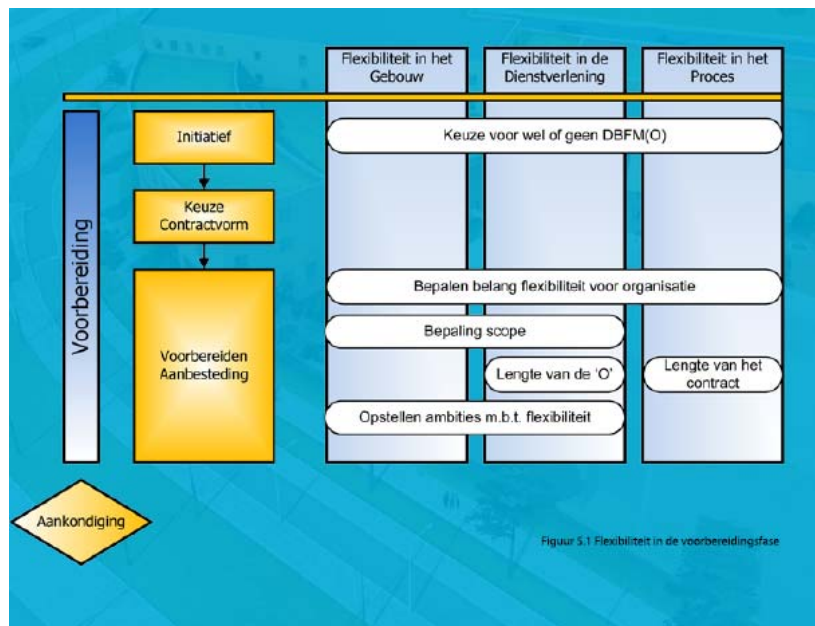 Flexibiliteit in het
Gebouw
Flexibiliteit in de
Dienstverlening
Flexibiliteit in het
Proces
Voorbereiding
Initiatief
Keuze voor wel of geen DBFM(O)
Keuze
Contractvorm
Voorbereiden
Aanbesteding
Bepalen belang flexibiliteit voor organisatie
Bepaling scope
Lengte van de 'O'
Lengte van het
contract
Opstellen ambities m.b.t. flexibiliteit
Aankondiging
Figuur 5.1 Flexibiliteit in de voorbereidingsfase